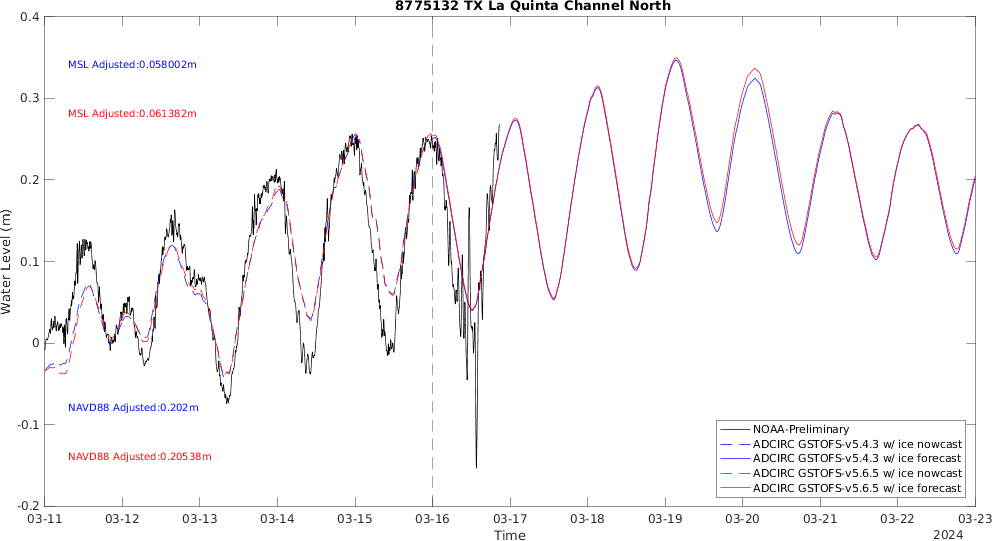 8775132 TX La Quinta Channel North
0.4
MSL Adjusted:0.058002m
0.3
MSL Adjusted:0.061382m
0.2
Water Level (m)
0.1
0
-0.1
NAVD88 Adjusted:0.202m
NAVD88 Adjusted:0.20538m
-0.2
NOAA-Preliminary
ADCIRC GSTOFS-v5.4.3 w/ ice nowcast
ADCIRC GSTOFS-v5.4.3 w/ ice forecast
ADCIRC GSTOFS-v5.6.5 w/ ice nowcast
ADCIRC GSTOFS-v5.6.5 w/ ice forecast
03-11 03-12 03-13 03-14 03-15 03-16 03-17 03-18 03-19 03-20 03-21 03-22 03-23
Time
2024